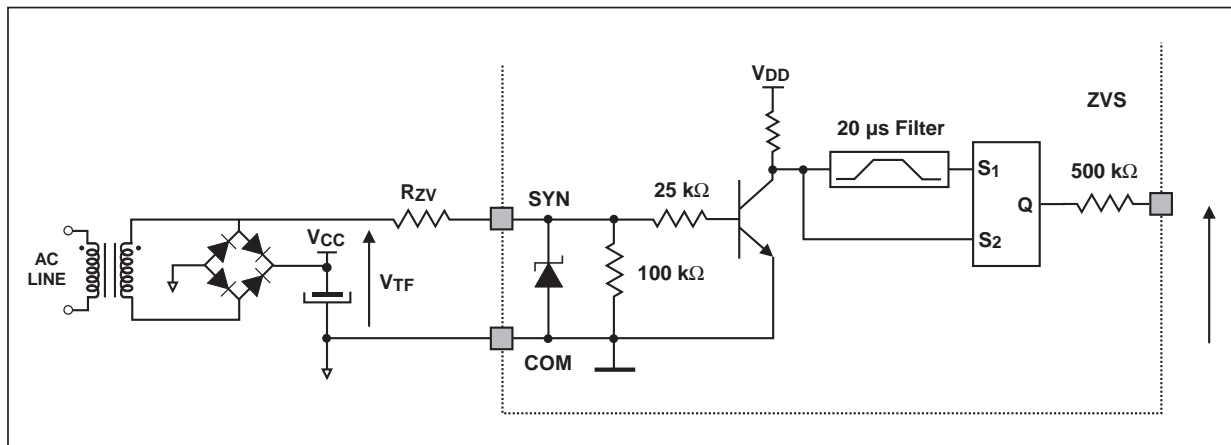 AC
LINE
VCC
VTF
RZV
SYN
COM
25 kΩ
100 kΩ
VDD
20 µs Filter
S1
S2
Q
500 kΩ
ZVS